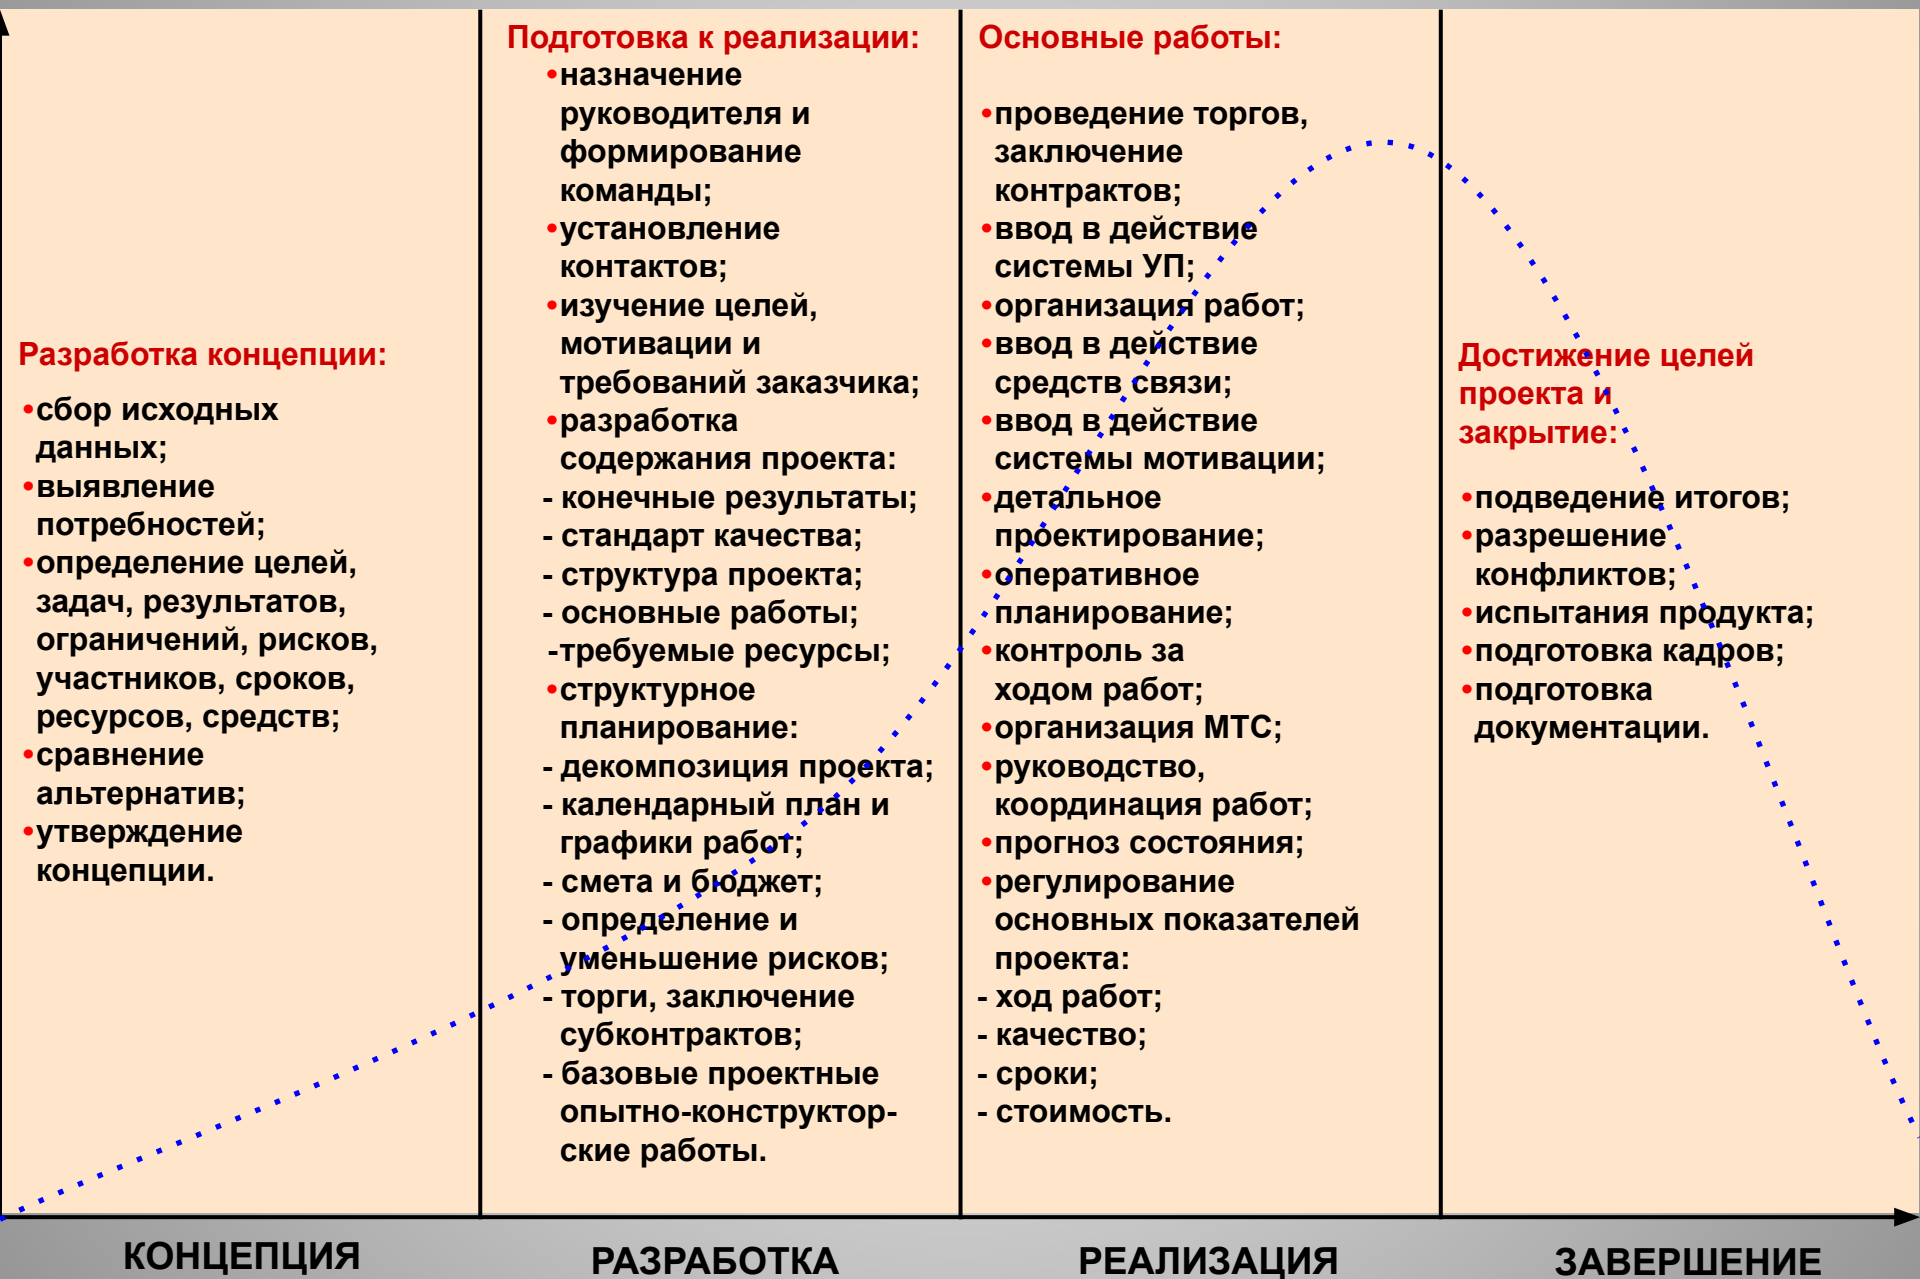 Разработка концепции:
•сбор исходных
данных;
•выявление
потребностей;
•определение целей,
задач, результатов,
ограничений, рисков,
участников, сроков,
ресурсов, средств;
•сравнение
альтернатив;
•утверждение
концепции.
КОНЦЕПЦИЯ
Подготовка к реализации:
•назначение
руководителя и
формирование
команды;
•установление
контактов;
•изучение целей,
мотивации и
требований заказчика;
•разработка
содержания проекта:
- конечные результаты;
- стандарт качества;
- структура проекта;
- основные работы;
-требуемые ресурсы;
•структурное
планирование:
- декомпозиция проекта;
- календарный план и
графики работ;
- смета и бюджет;
- определение и
уменьшение рисков;
- торги, заключение
субконтрактов;
- базовые проектные
опытно-конструктор-
ские работы.
РАЗРАБОТКА
Основные работы:
•проведение торгов,
заключение
контрактов;
•ввод в действие
системы УП;
•организация работ;
•ввод в действие
средств связи;
•ввод в действие
системы мотивации;
•детальное
проектирование;
•оперативное
планирование;
•контроль за
ходом работ;
•организация МТС;
•руководство,
координация работ;
•прогноз состояния;
•регулирование
основных показателей
проекта:
- ход работ;
- качество;
- сроки;
- стоимость.
РЕАЛИЗАЦИЯ
Достижение целей
проекта и
закрытие:
•подведение итогов;
•разрешение
конфликтов;
•испытания продукта;
•подготовка кадров;
•подготовка
документации.
ЗАВЕРШЕНИЕ